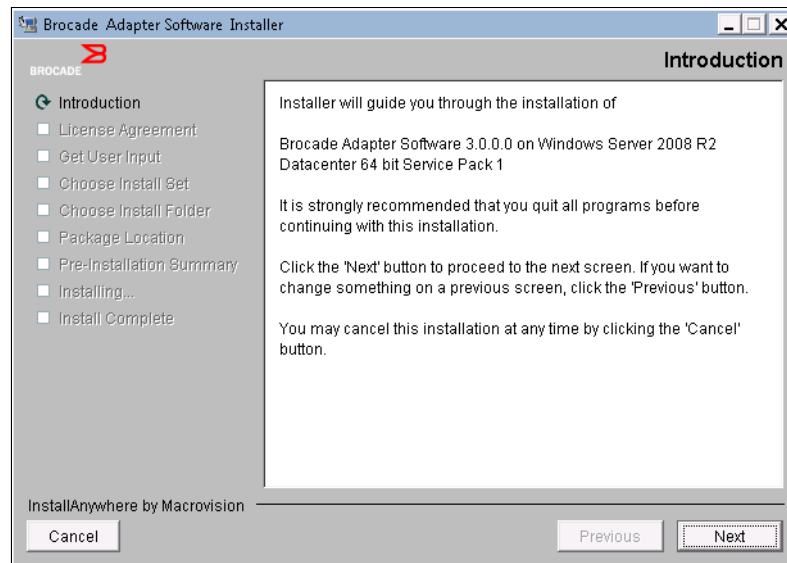 Brocade Adapter Software Installer
BROCADE
Introduction
Introduction
License Agreement
Get User Input
Choose Install Set
Choose Install Folder
Package Location
Pre-Installation Summary
Installing...
Install Complete
Installer will guide you through the installation of
Brocade Adapter Software 3.0.0.0 on Windows Server 2008 R2
Datacenter 64 bit Service Pack 1
It is strongly recommended that you quit all programs before
continuing with this installation.
Click the 'Next' button to proceed to the next screen. If you want to
change something on a previous screen, click the 'Previous' button.
You may cancel this installation at any time by clicking the 'Cancel'
button.
InstallAnywhere by Macrovision
Cancel
Previous
Next